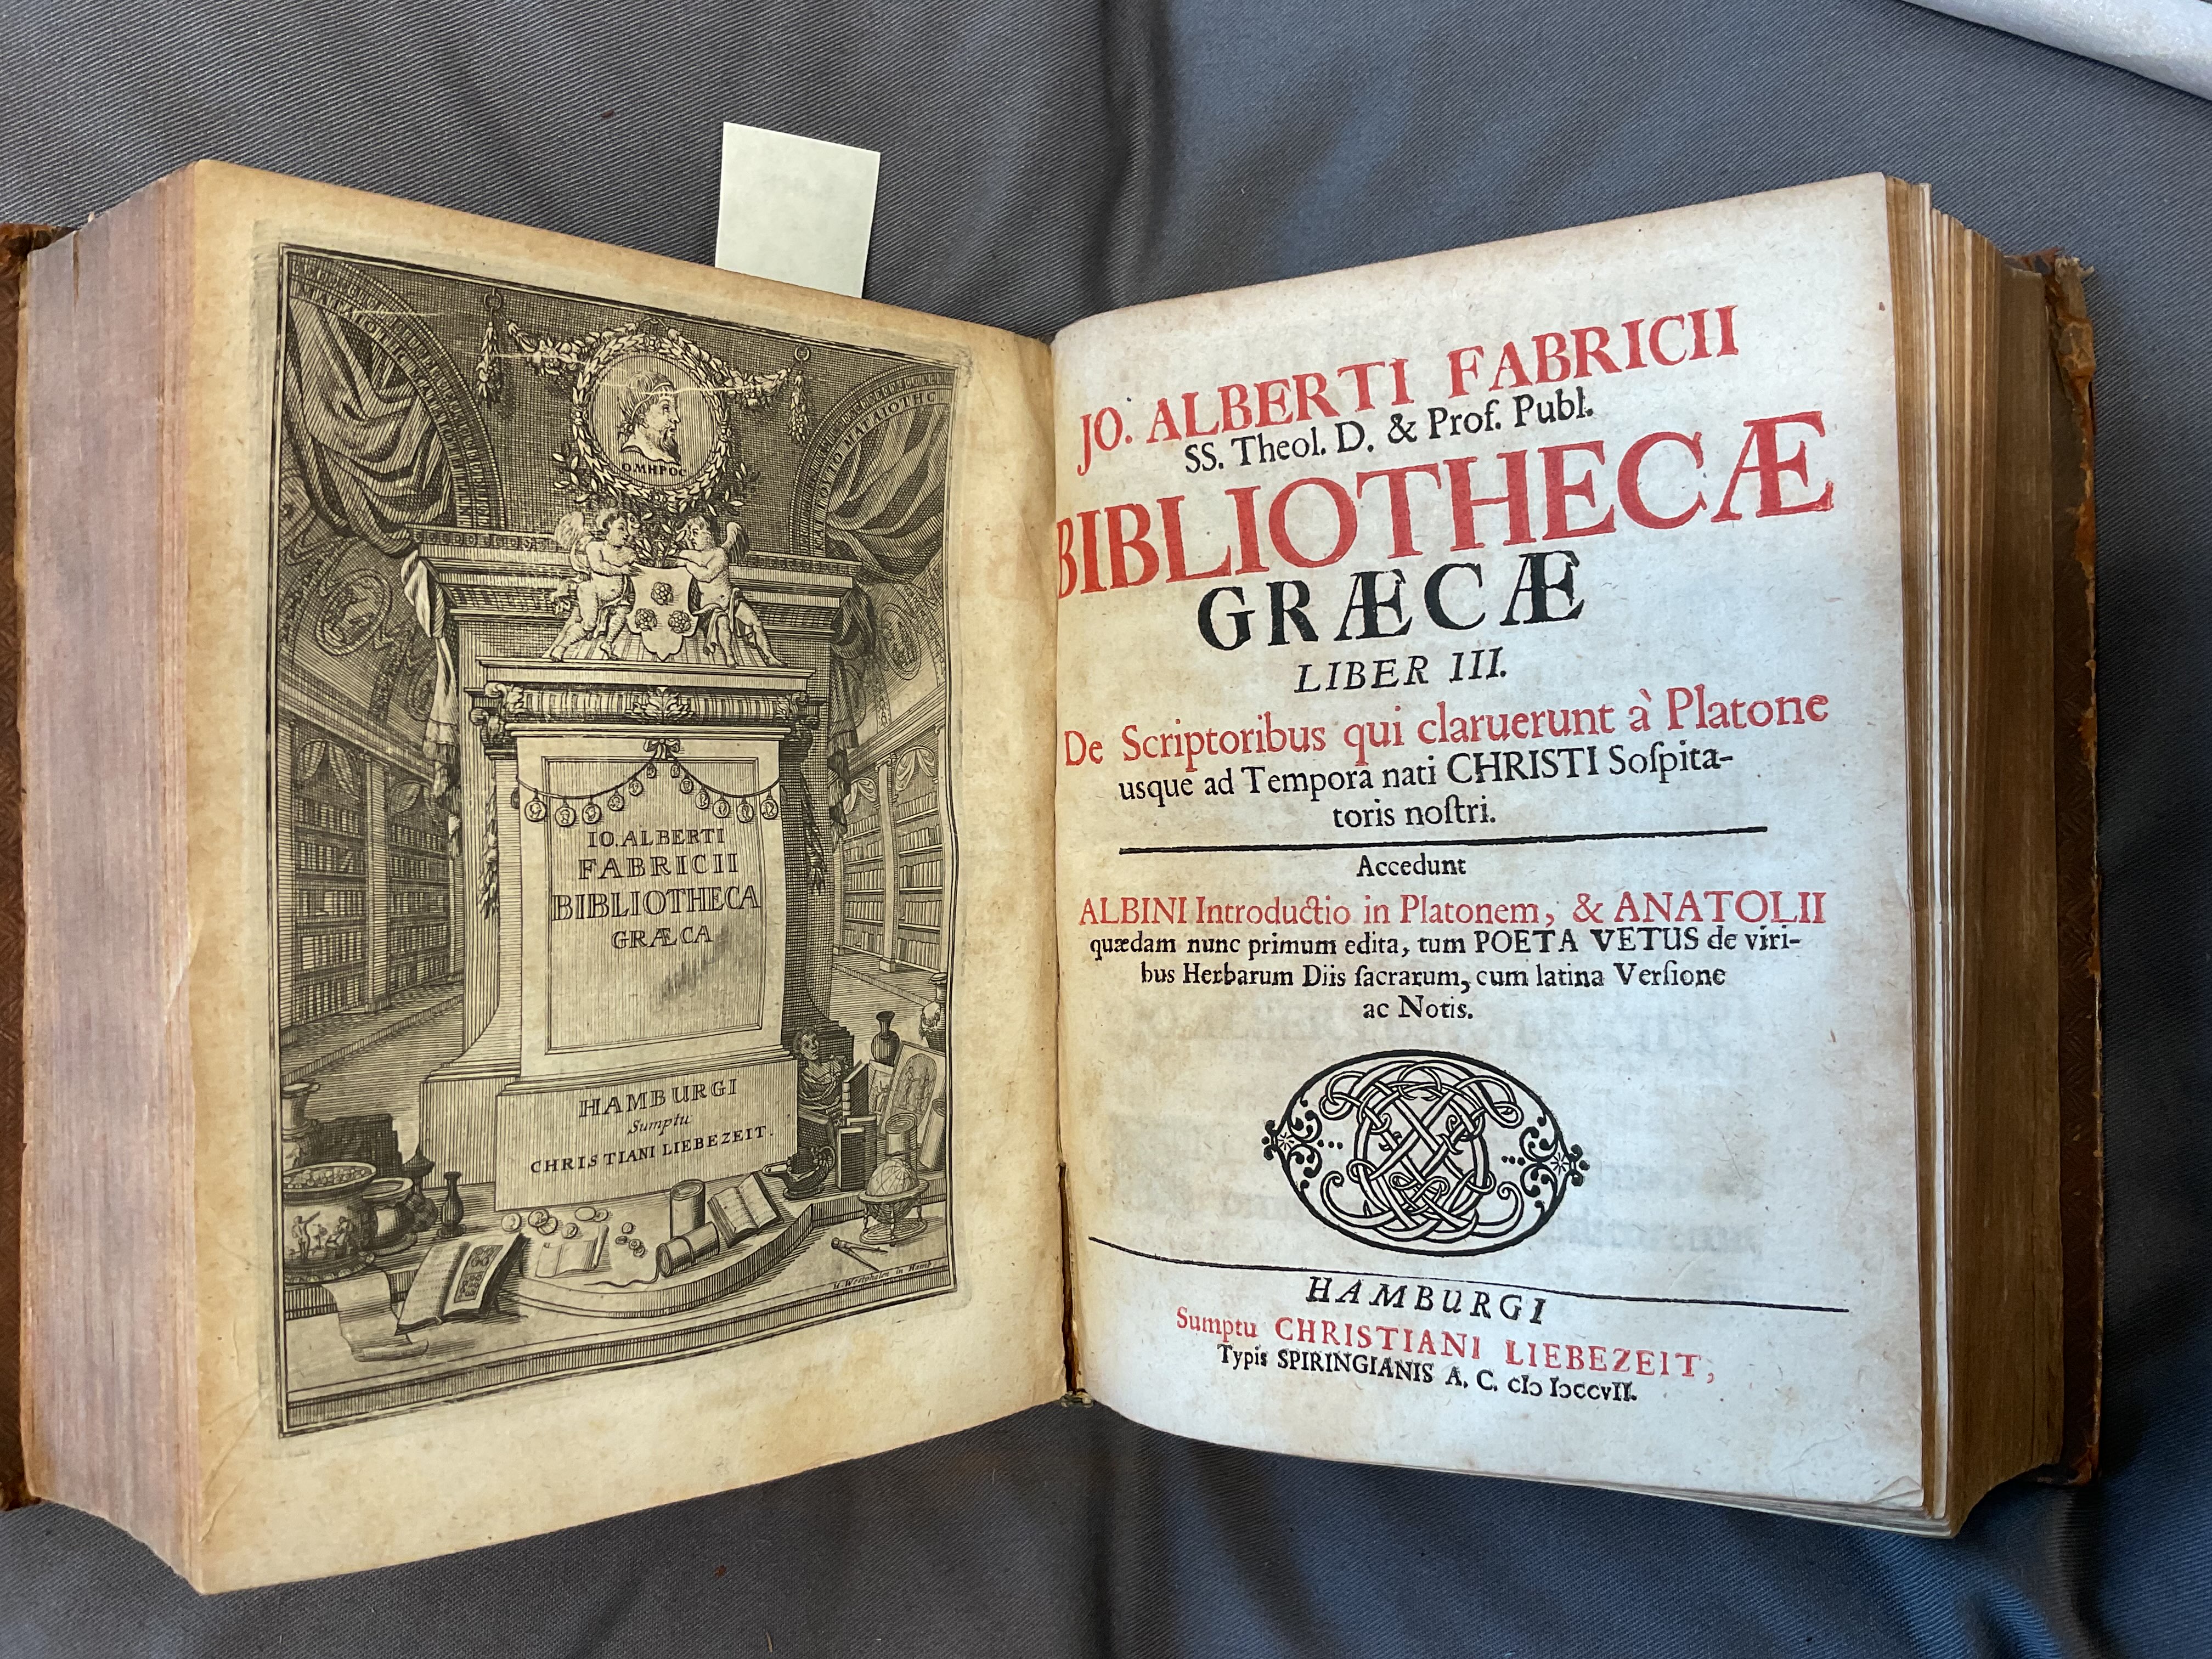 ΟΜΗΡΟC
IO. ALBERTI
FABRICII
BIBLIOTHECA
GRÆCA
HAMBURGI
Sumptu
CHRISTIANI LIEBEZEIT.
JO. ALBERTI FABRICII
SS. Theol. D. & Prof. Publ.
BIBLIOTHECÆ
GRÆCÆ
LIBER III.
De Scriptoribus qui claruerunt à Platone
usque ad Tempora nati CHRISTI Soſpita-
toris noſtri.
Accedunt
ALBINI Introductio in Platonem, & ANATOLII
quædam nunc primum edita, tum POETA VETUS de viri-
bus Herbarum Diis ſacrarum, cum latina Verſione
ac Notis.
HAMBURGI
Sumptu CHRISTIANI LIEBEZEIT,
Typis SPIRINGIANIS A. C. cIɔ IɔccvII.